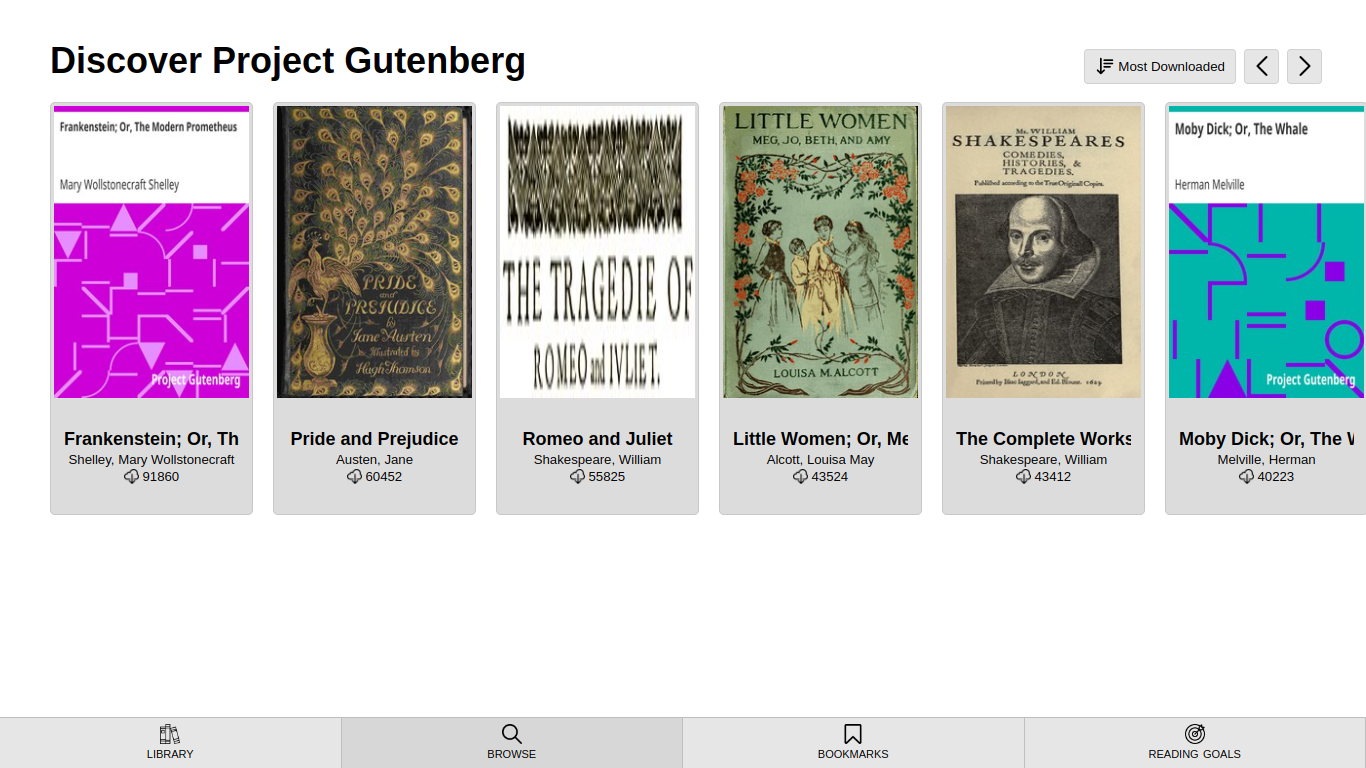 Discover Project Gutenberg
Most Downloaded
Frankenstein; Or, The Modern Prometheus
Mary Wollstonecraft Shelley
Project Gutenberg
Frankenstein; Or, Th
Shelley, Mary Wollstonecraft
91860
PRIDE
and
PREJUDICE
by
Jane Austen
Illustrated by
Hugh Thomson
Pride and Prejudice
Austen, Jane
60452
THE TRAGEDIE OF
ROMEO and IVLIET.
Romeo and Juliet
Shakespeare, William
55825
LITTLE WOMEN
MEG, JO, BETH, AND AMY
LOUISA M. ALCOTT
Little Women; Or, Me
Alcott, Louisa May
43524
Mr. WILLIAM
SHAKESPEARES
COMEDIES,
HISTORIES, &
TRAGEDIES.
Published according to the True Originall Copies.
LONDON
Printed by Isaac Iaggard, and Ed. Blount. 1623.
The Complete Works
Shakespeare, William
43412
Moby Dick; Or, The Whale
Herman Melville
Project Gutenberg
Moby Dick; Or, The W
Melville, Herman
40223
LIBRARY
BROWSE
BOOKMARKS
READING GOALS